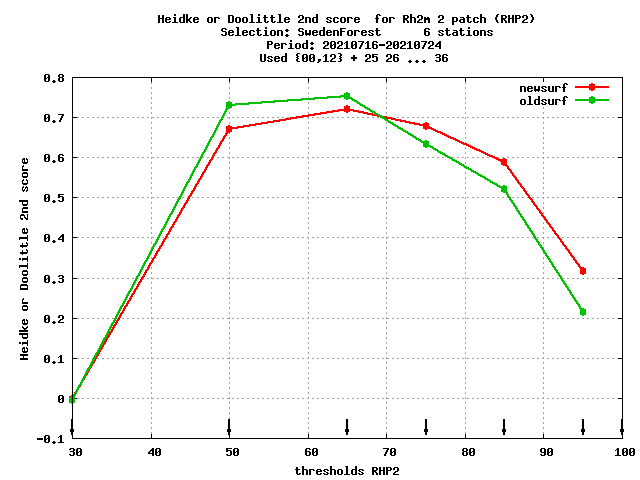 Heidke or Doolittle 2nd score  for Rh2m 2 patch (RHP2)
Selection: SwedenForest      6 stations
Period: 20210716-20210724
Used {00,12} + 25 26 ... 36
newsurf
oldsurf
0.8
0.7
0.6
0.5
0.4
0.3
0.2
0.1
0
-0.1
Heidke or Doolittle 2nd score
30 40 50 60 70 80 90 100
thresholds RHP2